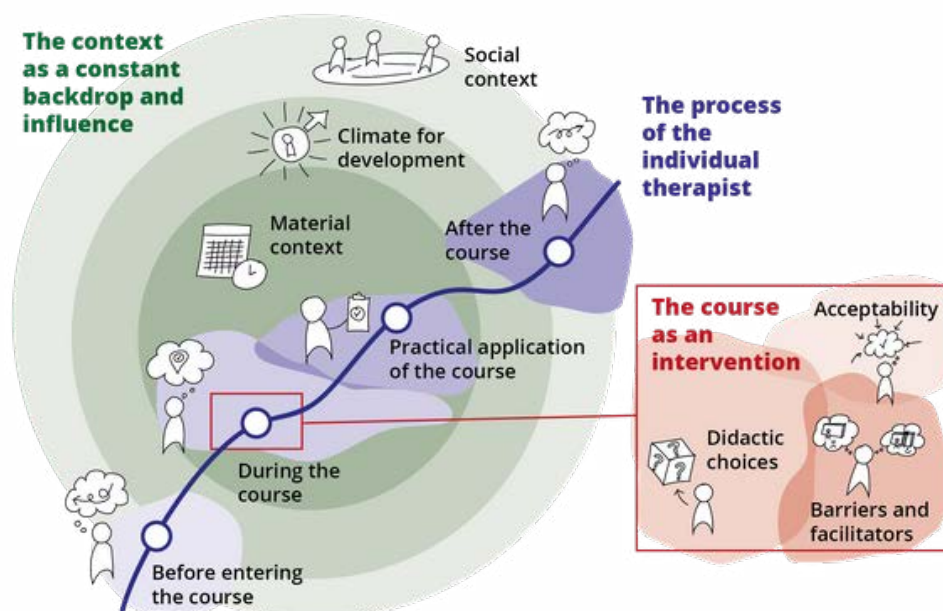 The context
as a constant
backdrop and
influence
Social
context
Climate for
development
Material
context
The process
of the
individual
therapist
After the
course
Practical application
of the course
During the
course
Before entering
the course
The course
as an
intervention
Acceptability
Didactic
choices
Barriers and
facilitators